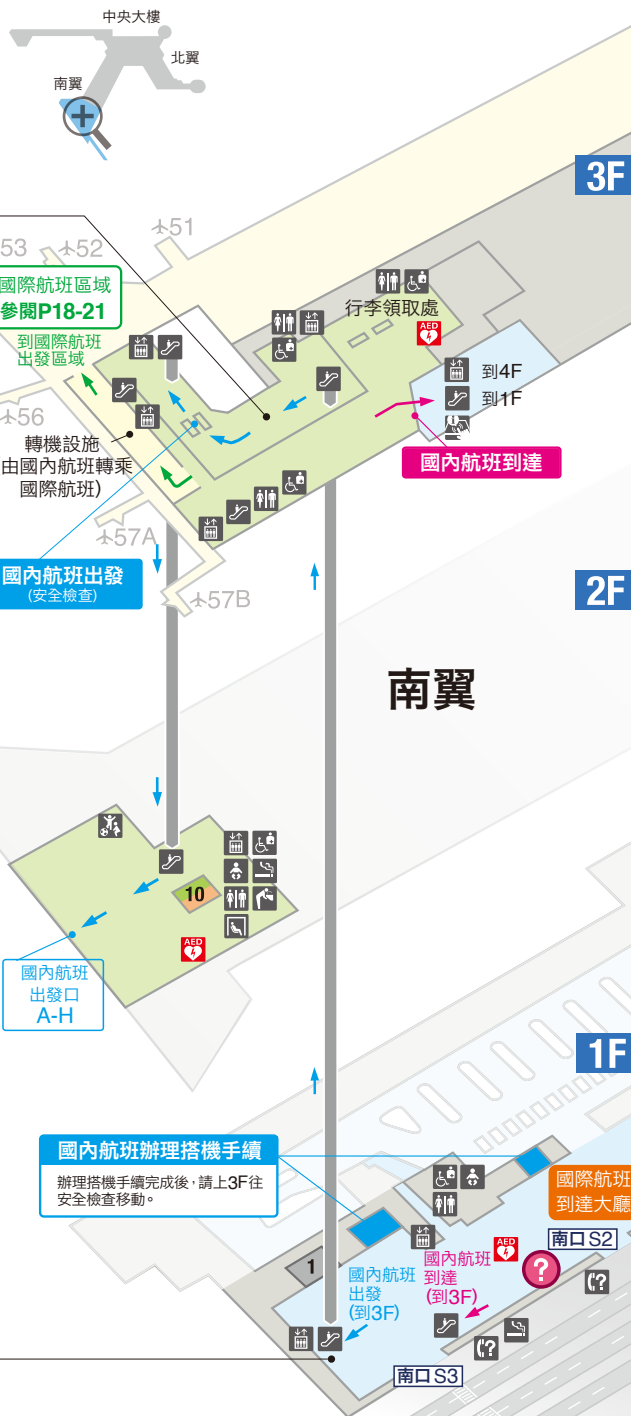 中央大樓
北翼
南翼
3F
51
53
52
國際航班區域
參閱P18-21
到國際航班
出發區域
行李領取處
AED
到4F
到1F
56
轉機設施
由國內航班轉乘
國際航班)
國內航班到達
57A
國內航班出發
(安全檢查)
57B
2F
南翼
10
AED
國內航班
出發口
A-H
1F
國內航班辦理搭機手續
辦理搭機手續完成後，請上3F往
安全檢查移動。
國際航班
到達大廳
南口 S2
AED
?
1
國內航班
到達
(到3F)
國內航班
出發
(到3F)
?
?
南口 S3